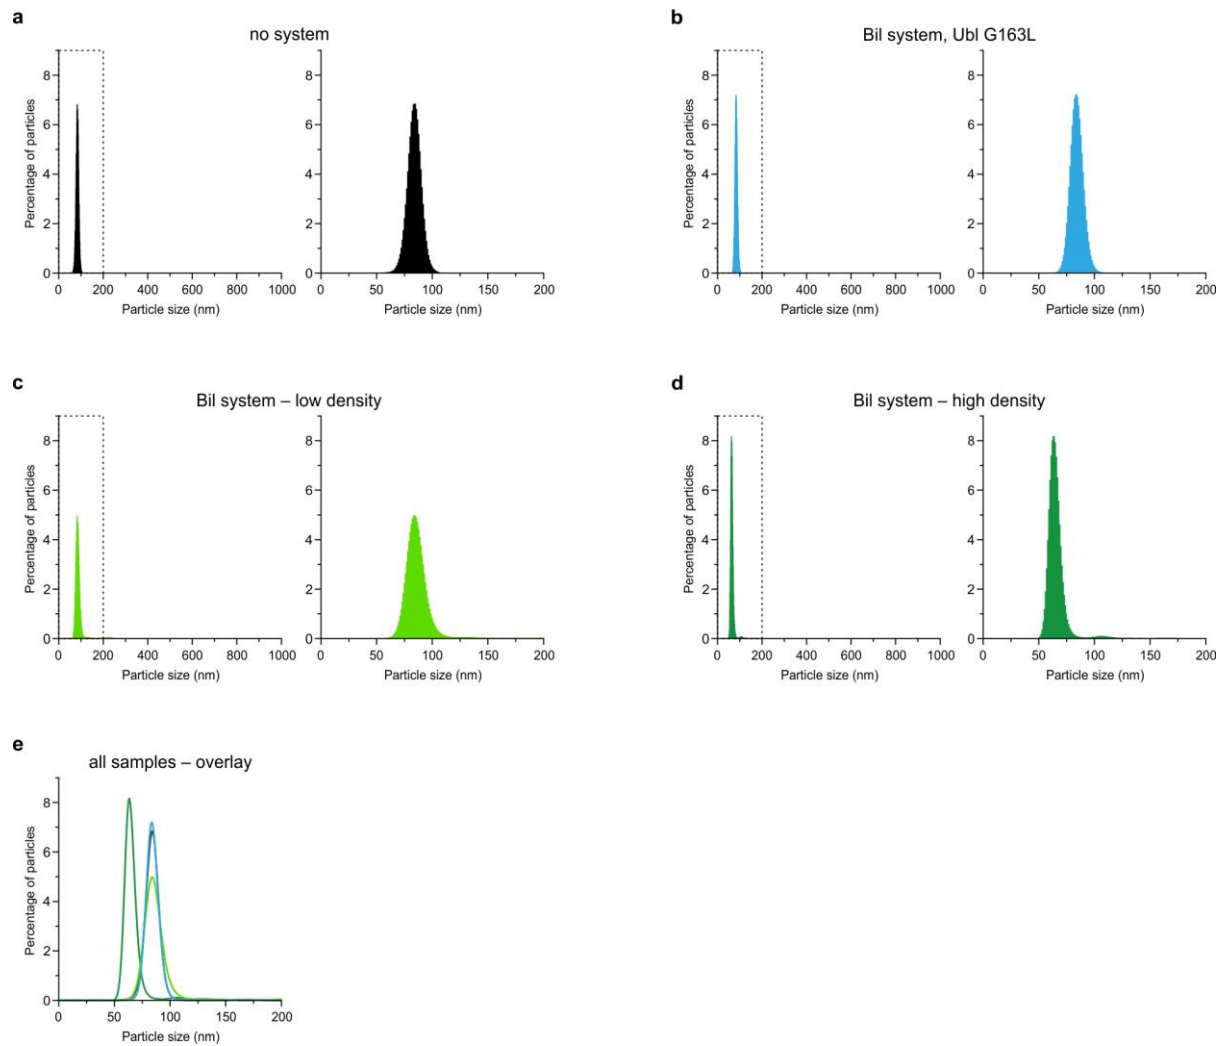 a
no system
Percentage of particles
8
6
4
2
0
0 200 400 600 800 1000
Particle size (nm)
8
6
4
2
0
0 50 100 150 200
Particle size (nm)
b
Bil system, Ubl G163L
Percentage of particles
8
6
4
2
0
0 200 400 600 800 1000
Particle size (nm)
8
6
4
2
0
0 50 100 150 200
Particle size (nm)
c
Bil system – low density
Percentage of particles
8
6
4
2
0
0 200 400 600 800 1000
Particle size (nm)
8
6
4
2
0
0 50 100 150 200
Particle size (nm)
d
Bil system – high density
Percentage of particles
8
6
4
2
0
0 200 400 600 800 1000
Particle size (nm)
8
6
4
2
0
0 50 100 150 200
Particle size (nm)
e
all samples – overlay
Percentage of particles
8
6
4
2
0
0 50 100 150 200
Particle size (nm)